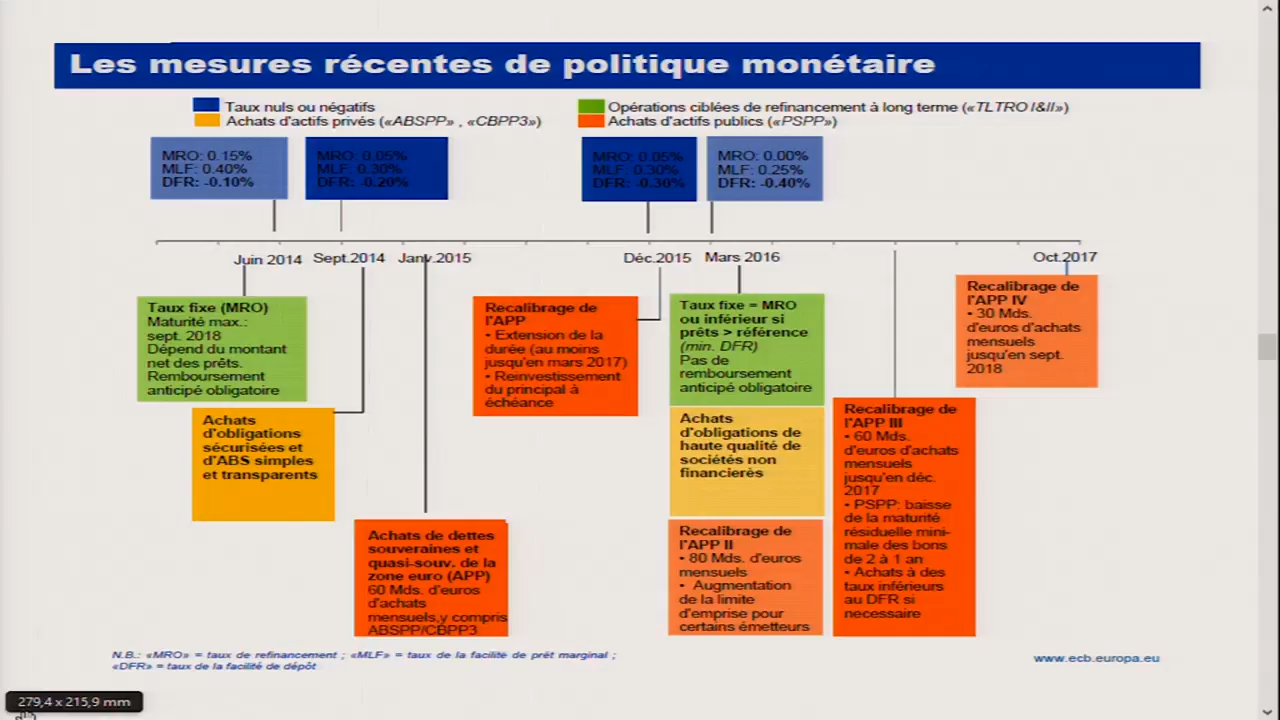 Les mesures récentes de politique monétaire
Taux nuls ou négatifs
Achats d'actifs privés («ABSPP» , «CBPP3»)
Opérations ciblées de refinancement à long terme («TLTRO I&II»)
Achats d'actifs publics («PSPP»)
MRO: 0.15%
MLF: 0.40%
DFR: -0.10%
MRO: 0.05%
MLF: 0.30%
DFR: -0.20%
MRO: 0.05%
MLF: 0.30%
DFR: -0.30%
MRO: 0.00%
MLF: 0.25%
DFR: -0.40%
Juin 2014
Sept.2014
Janv.2015
Déc.2015
Mars 2016
Oct.2017
Taux fixe (MRO)
Maturité max.:
sept. 2018
Dépend du montant
net des prêts.
Remboursement
anticipé obligatoire
Achats
d'obligations
sécurisées et
d'ABS simples
et transparents
Achats de dettes
souveraines et
quasi-souv. de la
zone euro (APP)
60 Mds. d'euros
d'achats
mensuels,y compris
ABSPP/CBPP3
Recalibrage de
l'APP
• Extension de la
durée (au moins
jusqu'en mars 2017)
• Reinvestissement
du principal à
échéance
Taux fixe = MRO
ou inférieur si
prêts > référence
(min. DFR)
Pas de
remboursement
anticipé obligatoire
Achats
d'obligations de
haute qualité de
sociétés non
financierès
Recalibrage de
l'APP II
• 80 Mds. d'euros
mensuels
• Augmentation
de la limite
d'emprise pour
certains émetteurs
Recalibrage de
l'APP III
• 60 Mds.
d'euros d'achats
mensuels
jusqu'en déc.
2017
• PSPP: baisse
de la maturité
résiduelle mini-
male des bons
de 2 à 1 an
• Achats à des
taux inférieurs
au DFR si
necessaire
Recalibrage de
l'APP IV
• 30 Mds.
d'euros d'achats
mensuels
jusqu'en sept.
2018
N.B.: «MRO» = taux de refinancement ; «MLF» = taux de la facilité de prêt marginal ;
«DFR» = taux de la facilité de dépôt
www.ecb.europa.eu
279,4 x 215,9 mm